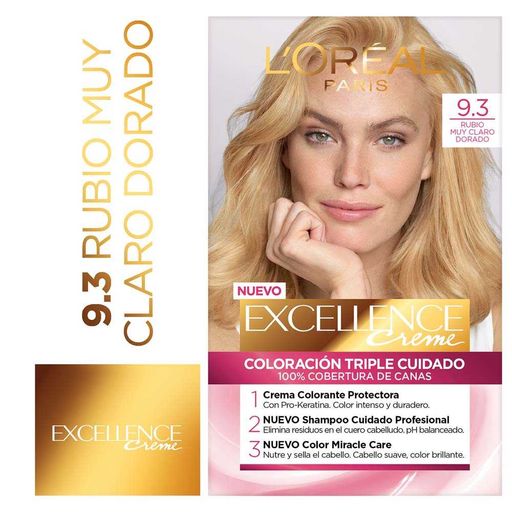 9.3 RUBIO MUY
CLARO DORADO
EXCELLENCE
Creme
L'ORÉAL
PARIS
9.3
RUBIO
MUY CLARO
DORADO
NUEVO
EXCELLENCE
Creme
COLORACIÓN TRIPLE CUIDADO
100% COBERTURA DE CANAS
1 Crema Colorante Protectora
Con Pro-Keratina. Color intenso y duradero.
2 NUEVO Shampoo Cuidado Profesional
Elimina residuos en el cuero cabelludo, pH balanceado.
3 NUEVO Color Miracle Care
Nutre y sella el cabello. Cabello suave, color brillante.